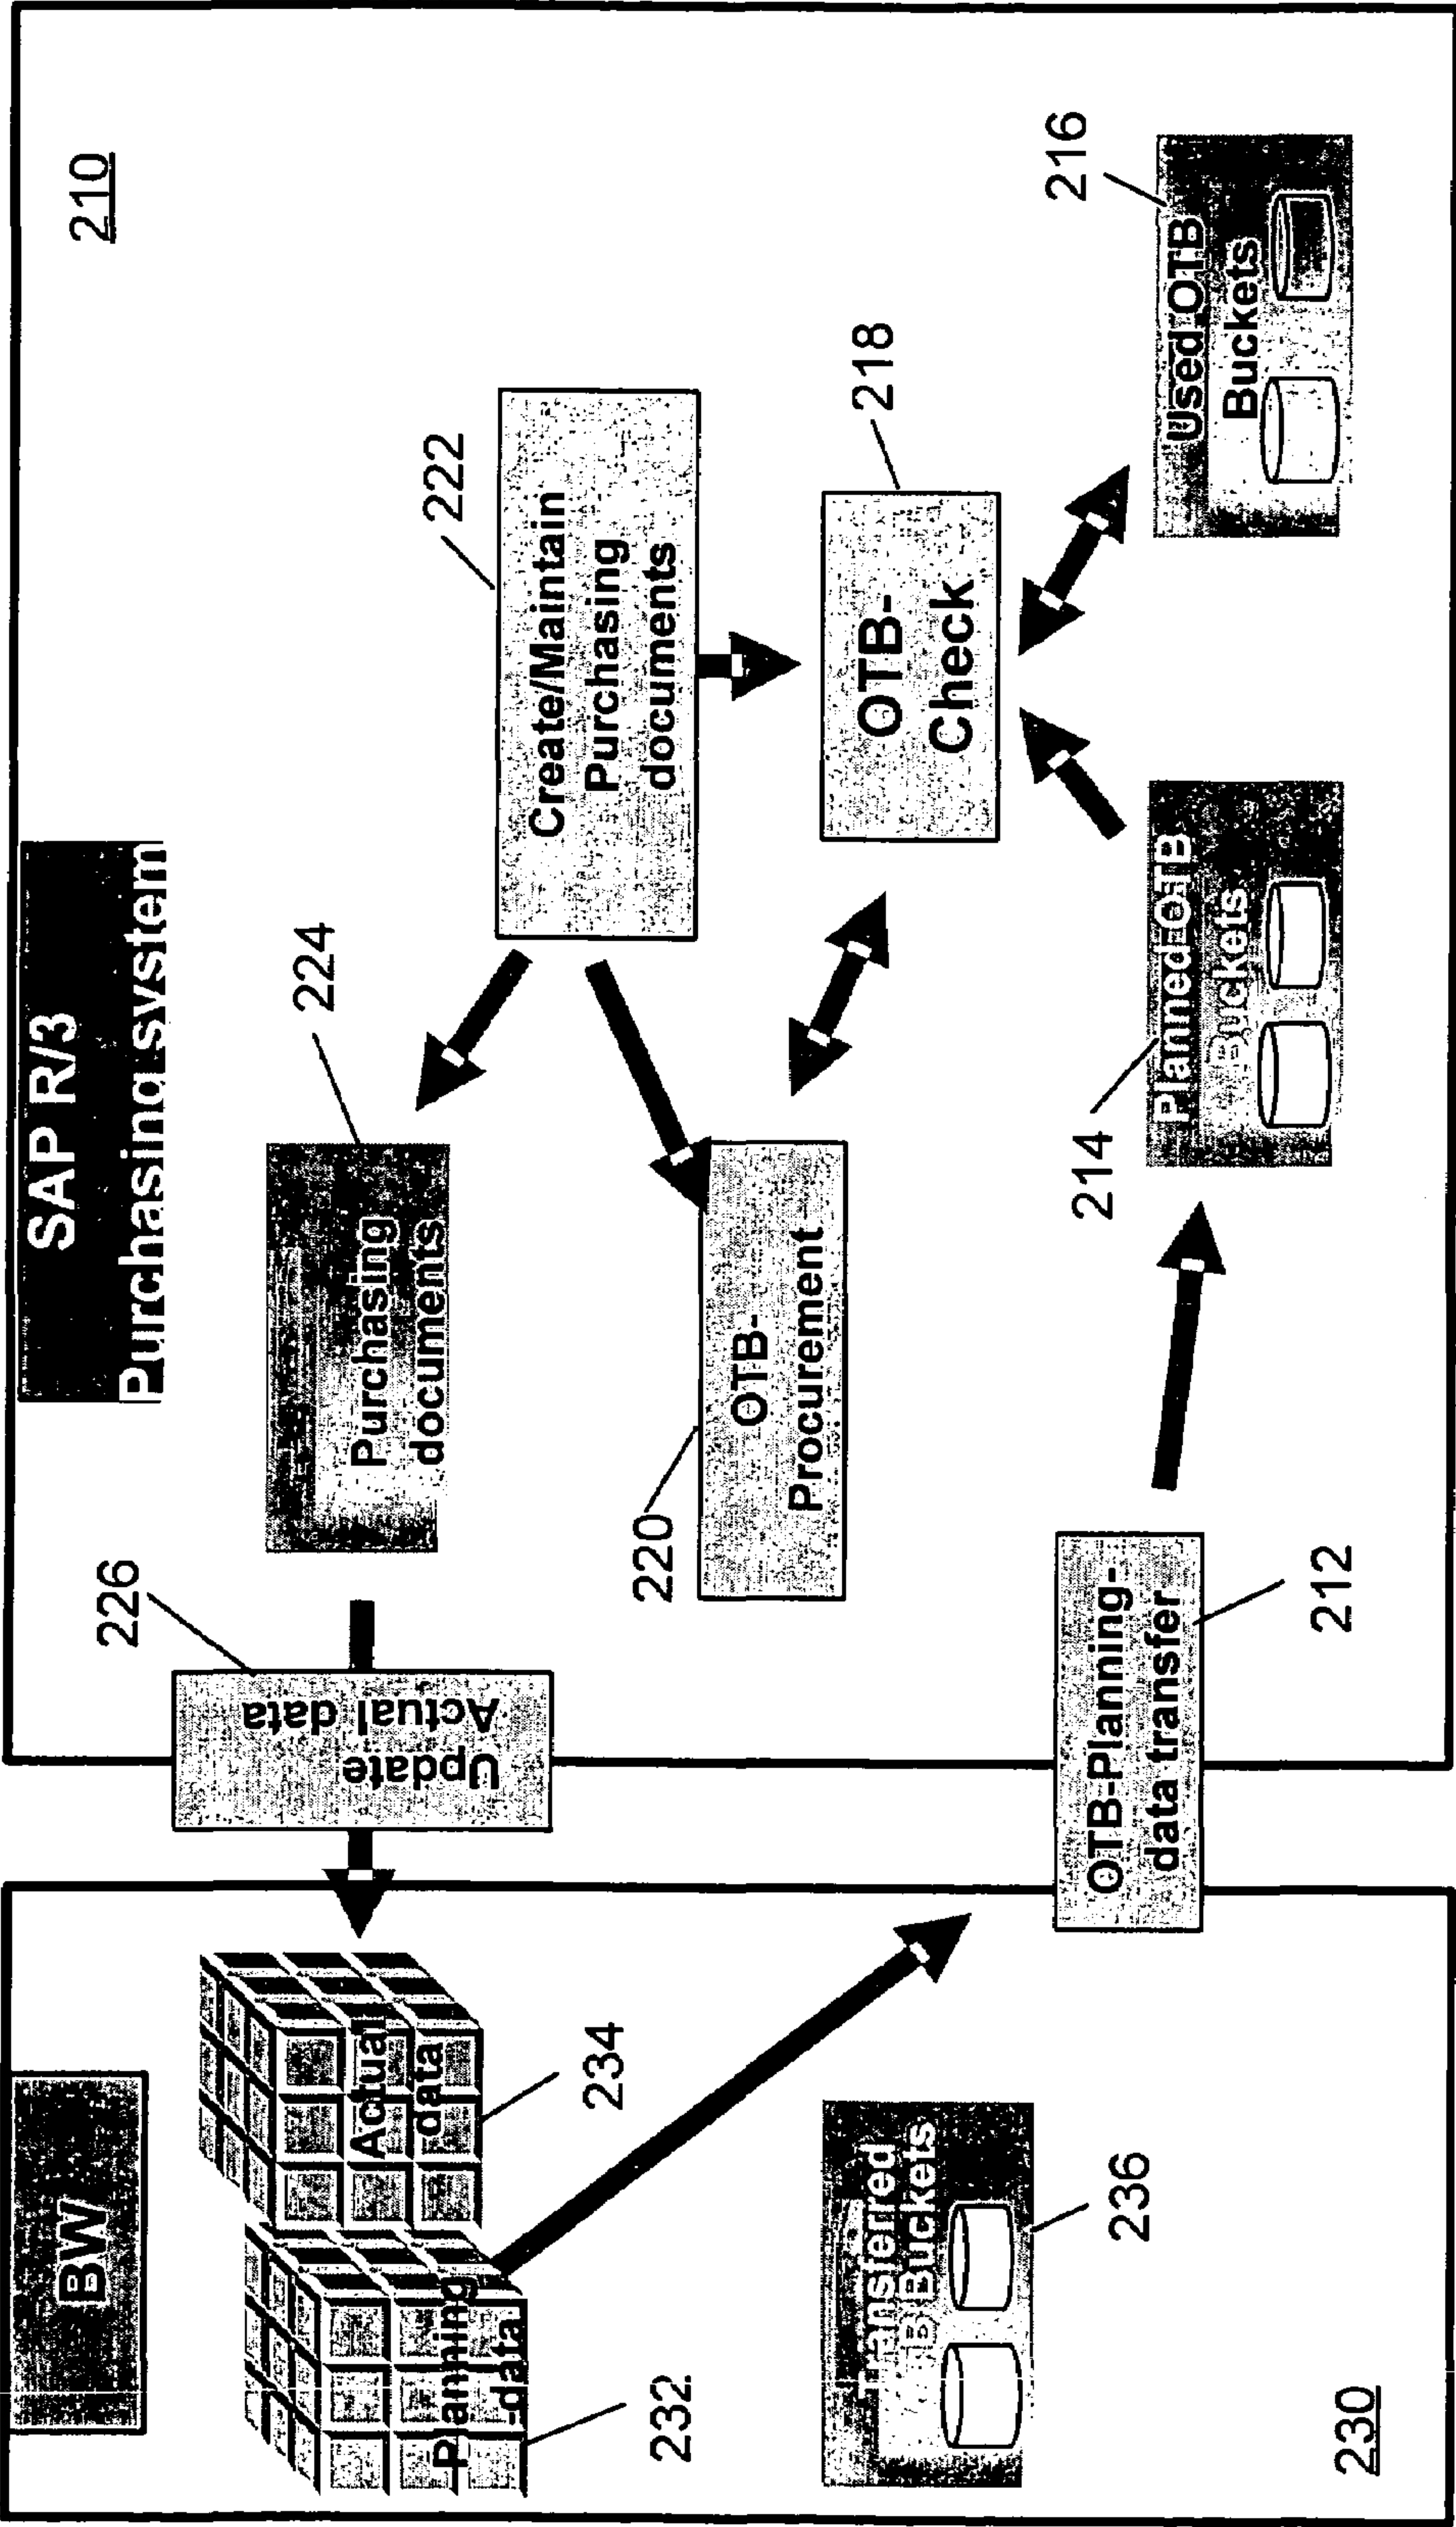 BW
Planning
-data
232
Actual
data
234
Transferred
Buckets
236
230
SAP R/3
Purchasing system
210
Update
Actual data
226
Purchasing
documents
224
Create/Maintain
Purchasing
documents
222
OTB-
Procurement
220
OTB-
Check
218
OTB-Planning-
data transfer
212
Planned OTB
Buckets
214
Used OTB
Buckets
216